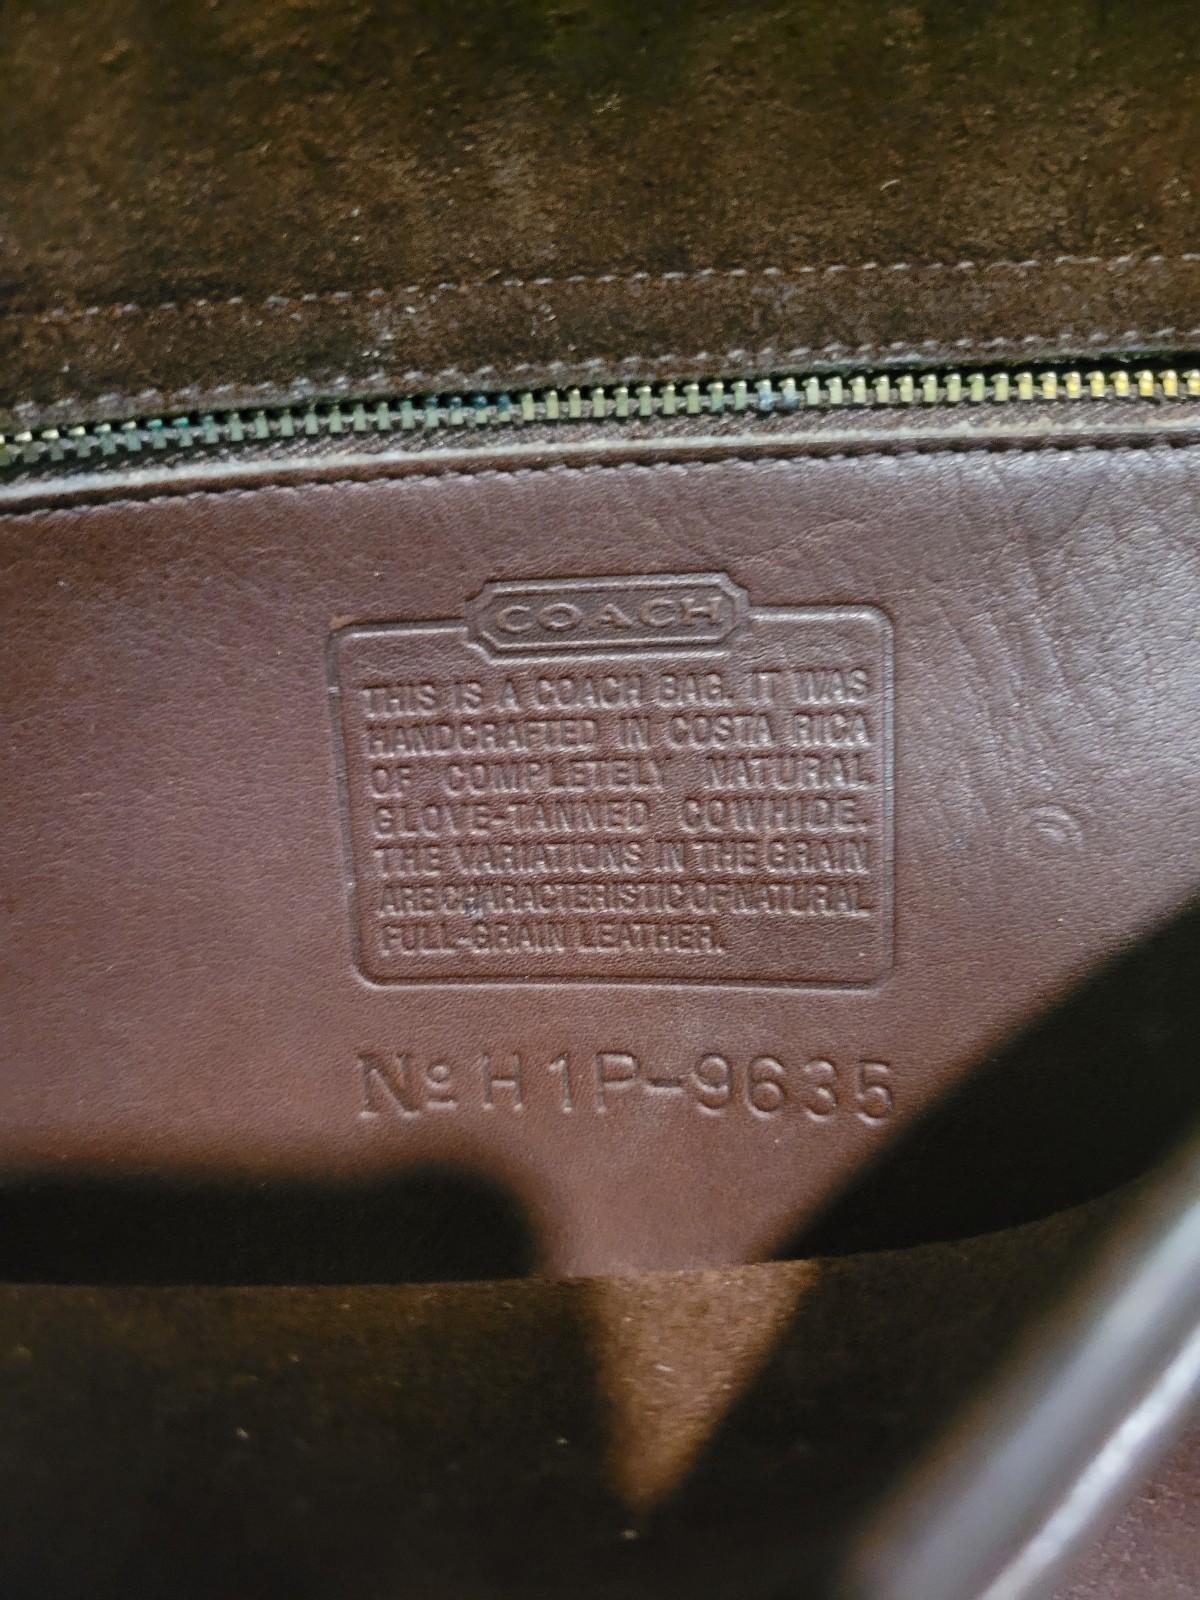 COACH
THIS IS A COACH BAG. IT WAS
HANDCRAFTED IN COSTA RICA
OF COMPLETELY NATURAL
GLOVE-TANNED COWHIDE.
THE VARIATIONS IN THE GRAIN
ARE CHARACTERISTIC OF NATURAL
FULL-GRAIN LEATHER.
Nº H1P-9635